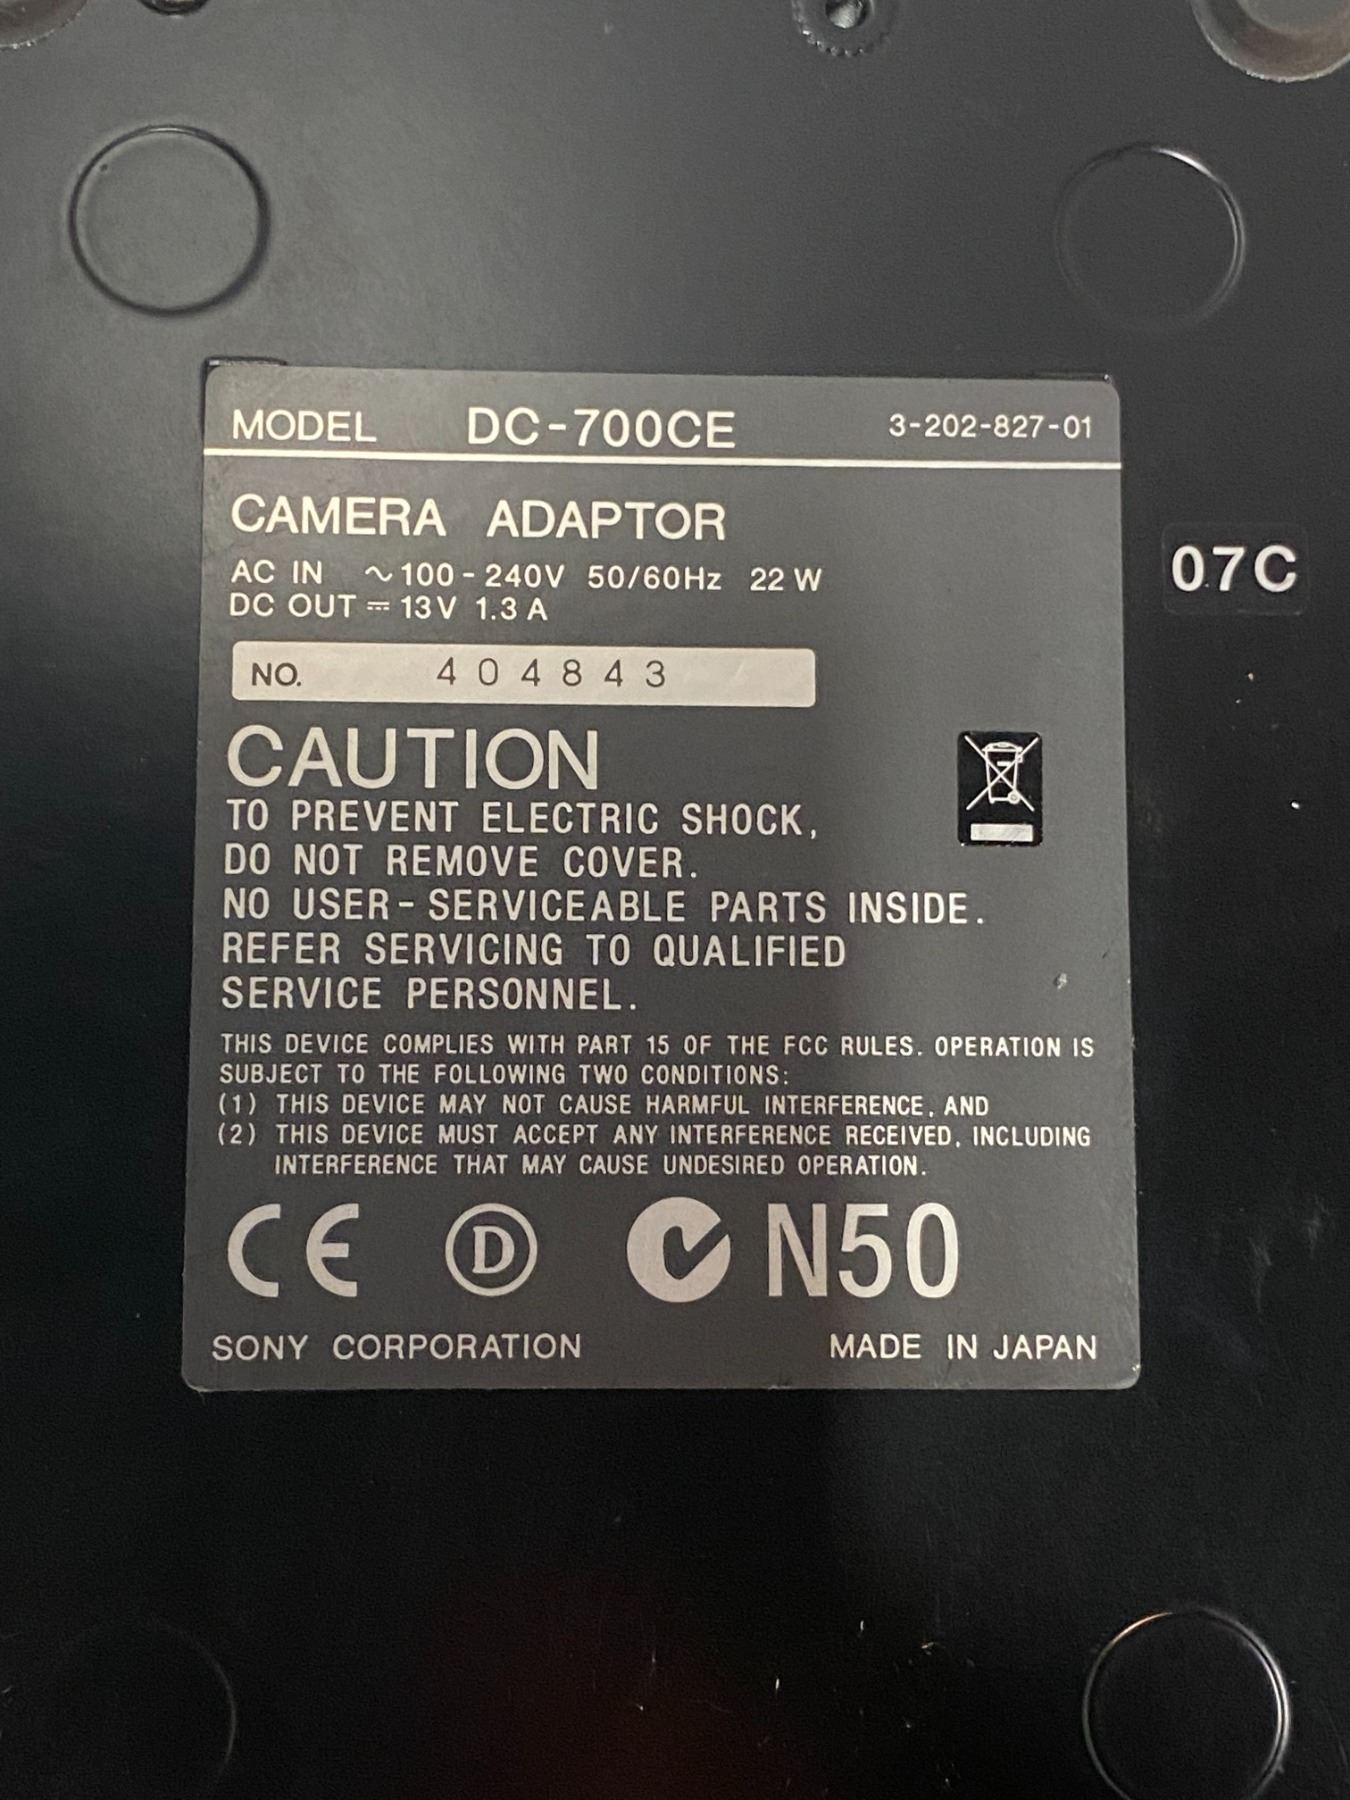 MODEL DC-700CE 3-202-827-01
CAMERA ADAPTOR
AC IN ~100-240V 50/60Hz 22 W
DC OUT ⎓ 13V 1.3 A
07C
NO. 404843
CAUTION
TO PREVENT ELECTRIC SHOCK,
DO NOT REMOVE COVER.
NO USER-SERVICEABLE PARTS INSIDE.
REFER SERVICING TO QUALIFIED
SERVICE PERSONNEL.
THIS DEVICE COMPLIES WITH PART 15 OF THE FCC RULES. OPERATION IS
SUBJECT TO THE FOLLOWING TWO CONDITIONS:
(1) THIS DEVICE MAY NOT CAUSE HARMFUL INTERFERENCE, AND
(2) THIS DEVICE MUST ACCEPT ANY INTERFERENCE RECEIVED, INCLUDING
INTERFERENCE THAT MAY CAUSE UNDESIRED OPERATION.
CE D N50
SONY CORPORATION MADE IN JAPAN